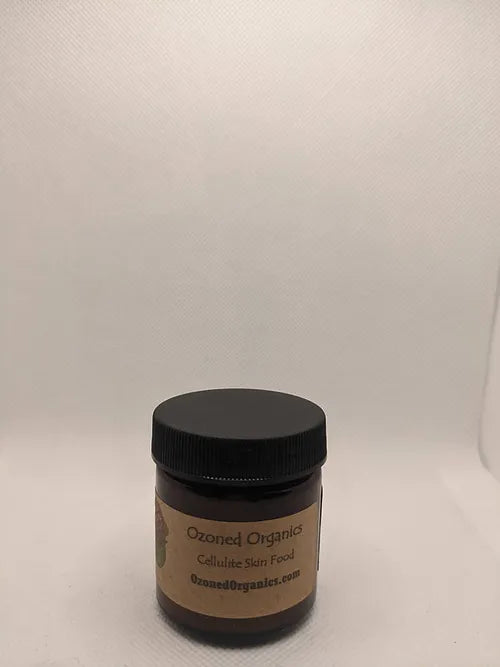 Ozoned Organics
Cellulite Skin Food
OzonedOrganics.com